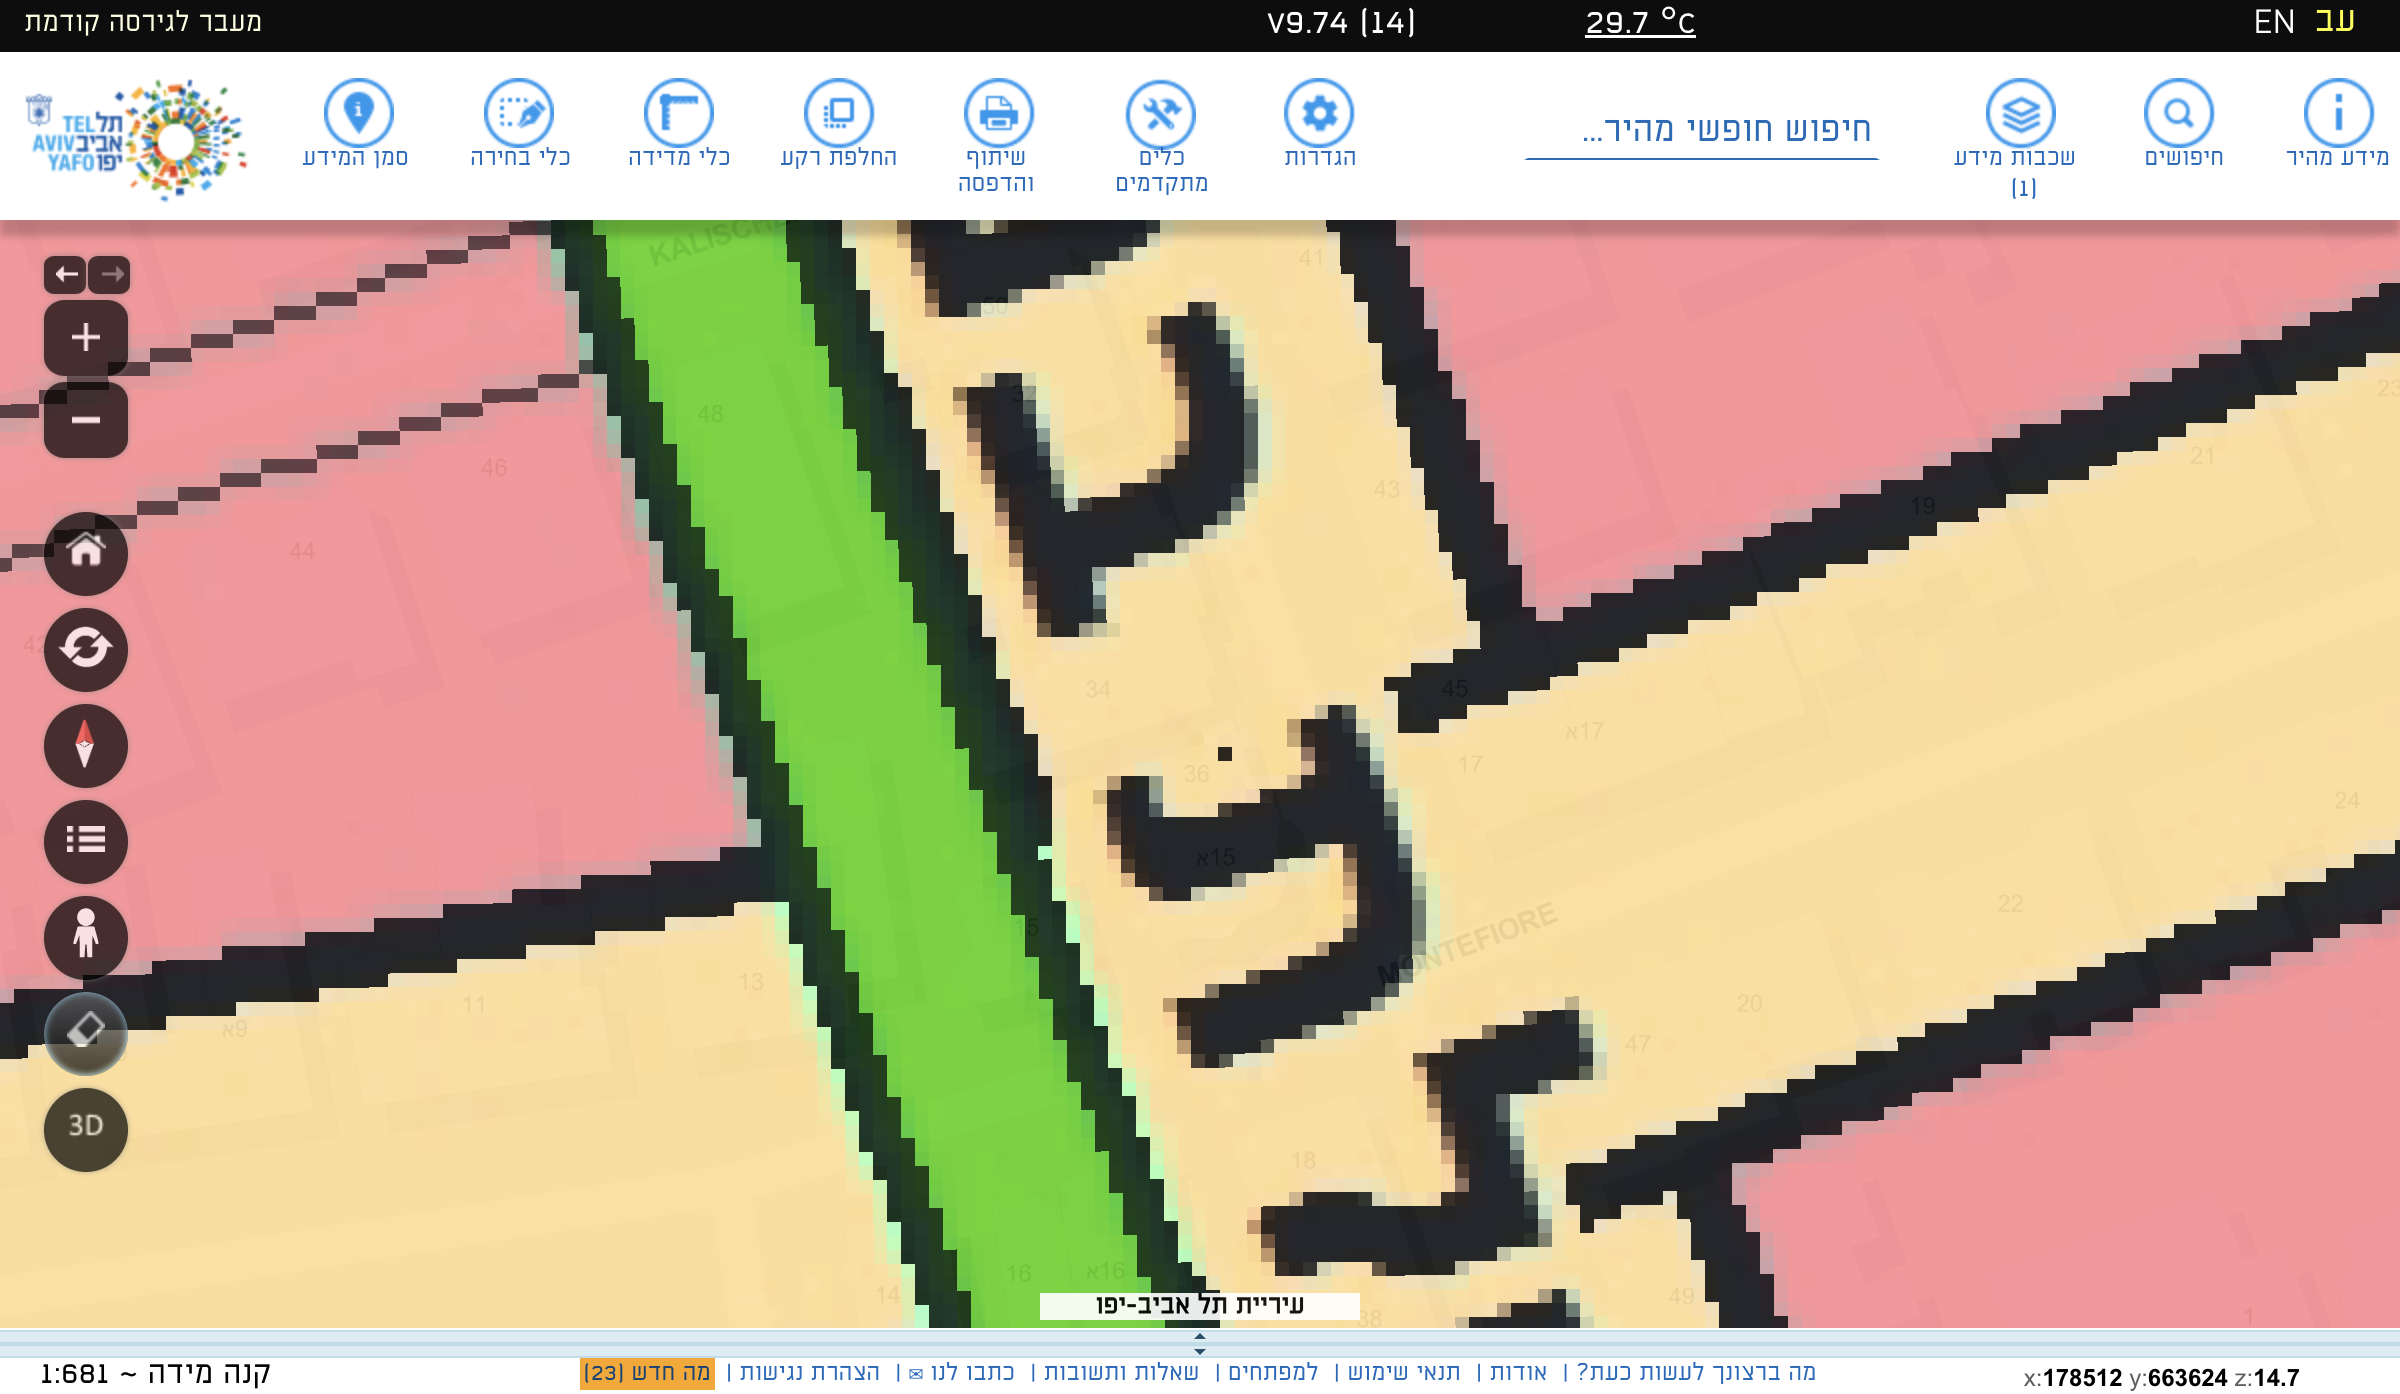 מעבר לגירסה קודמת
V9.74 (14)
29.7 °C
EN עב
תל אביב יפו
TEL AVIV YAFO
סמן המידע
כלי בחירה
כלי מדידה
החלפת רקע
שיתוף והדפסה
כלים מתקדמים
הגדרות
חיפוש חופשי מהיר...
שכבות מידע (1)
חיפושים
מידע מהיר
KALISCHE
41
50
32
23
48
21
46
43
19
44
42
34
45
17א
17
36
24
15א
22
15
MONTEFIORE
13
11
20
9א
47
18
16
16א
14
49
38
1
3D
עיריית תל אביב-יפו
קנה מידה ~ 1:681
מה ברצונך לעשות כעת? | אודות | תנאי שימוש | למפתחים | שאלות ותשובות | כתבו לנו ✉ | הצהרת נגישות | מה חדש (23)
x:178512 y:663624 z:14.7